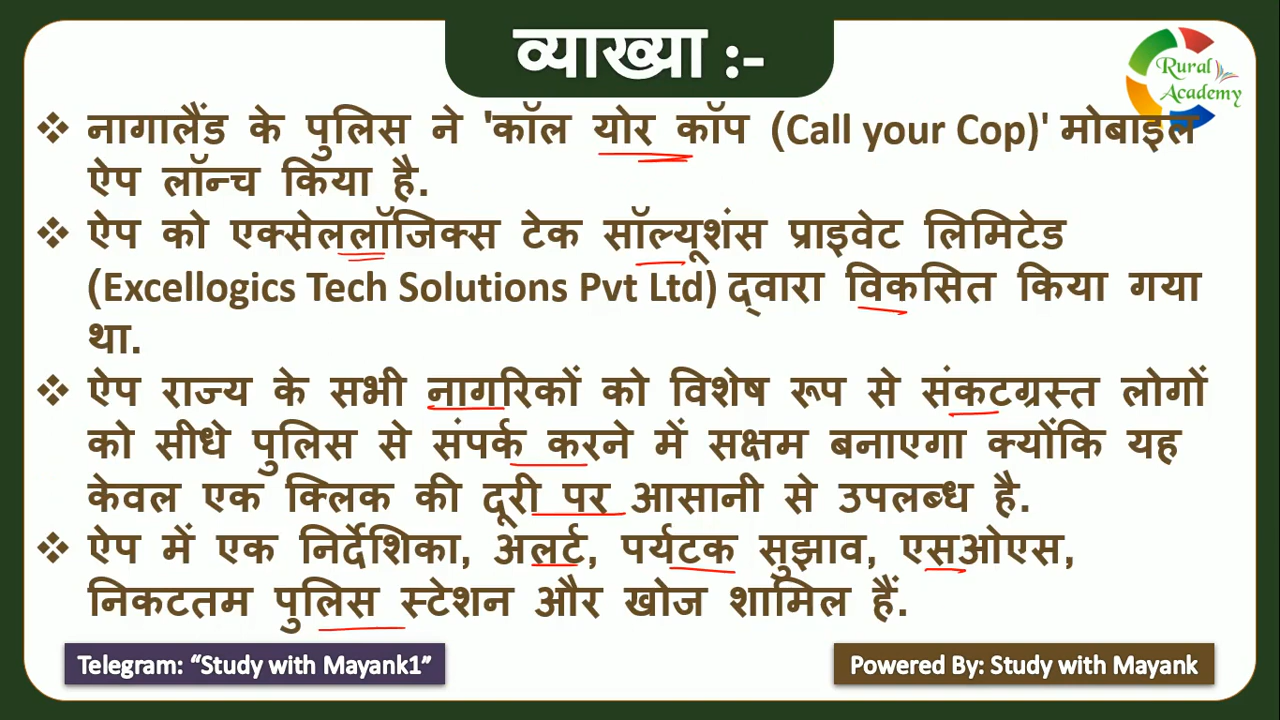 व्याख्या :-
Rural
Academy
❖ नागालैंड के पुलिस ने 'कॉल योर कॉप (Call your Cop)' मोबाइल
ऐप लॉन्च किया है.
❖ ऐप को एक्सेललॉजिक्स टेक सॉल्यूशंस प्राइवेट लिमिटेड
(Excellogics Tech Solutions Pvt Ltd) द्वारा विकसित किया गया
था.
❖ ऐप राज्य के सभी नागरिकों को विशेष रूप से संकटग्रस्त लोगों
को सीधे पुलिस से संपर्क करने में सक्षम बनाएगा क्योंकि यह
केवल एक क्लिक की दूरी पर आसानी से उपलब्ध है.
❖ ऐप में एक निर्देशिका, अलर्ट, पर्यटक सुझाव, एसओएस,
निकटतम पुलिस स्टेशन और खोज शामिल हैं.
Telegram: “Study with Mayank1”
Powered By: Study with Mayank